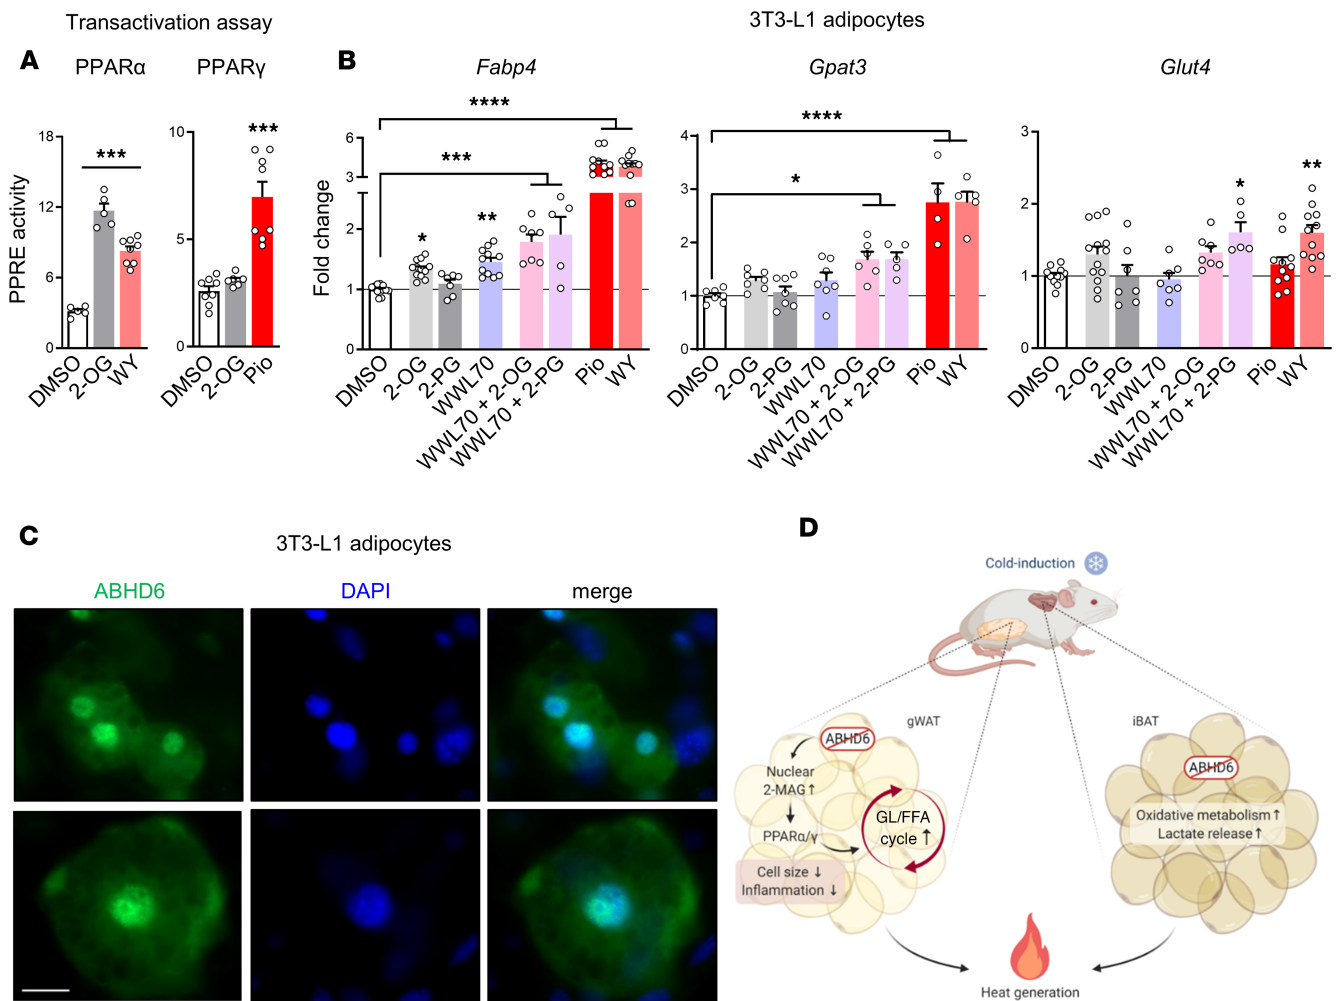 Transactivation assay
3T3-L1 adipocytes
A
PPARα
PPARγ
B
Fabp4
Gpat3
Glut4
PPRE activity
18
12
6
0
***
DMSO
2-OG
WY
10
5
0
***
DMSO
2-OG
Pio
Fold change
6
3
2
1
0
****
***
*
**
DMSO
2-OG
2-PG
WWL70
WWL70 + 2-OG
WWL70 + 2-PG
Pio
WY
4
3
2
1
0
****
*
DMSO
2-OG
2-PG
WWL70
WWL70 + 2-OG
WWL70 + 2-PG
Pio
WY
3
2
1
0
*
**
DMSO
2-OG
2-PG
WWL70
WWL70 + 2-OG
WWL70 + 2-PG
Pio
WY
C
3T3-L1 adipocytes
ABHD6
DAPI
merge
D
Cold-induction
gWAT
iBAT
ABHD6
Nuclear
2-MAG↑
PPARα/γ
GL/FFA
cycle ↑
Cell size ↓
Inflammation ↓
ABHD6
Oxidative metabolism↑
Lactate release↑
Heat generation